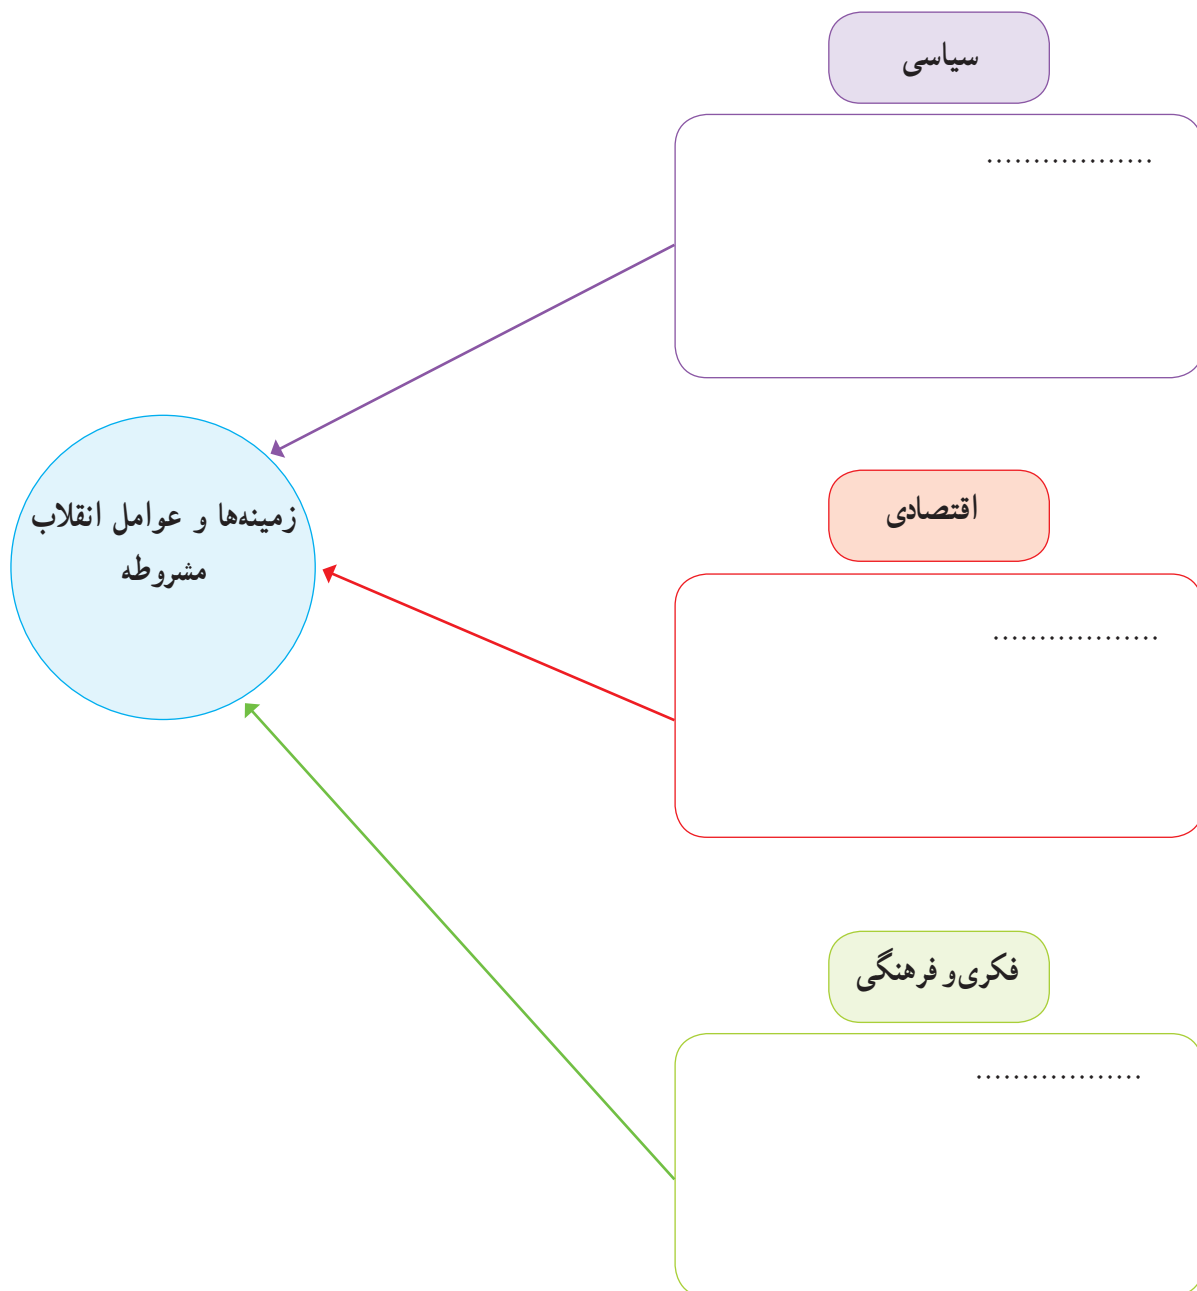 سیاسی
..................
زمینه‌ها و عوامل انقلاب
مشروطه
اقتصادی
..................
فکری و فرهنگی
..................